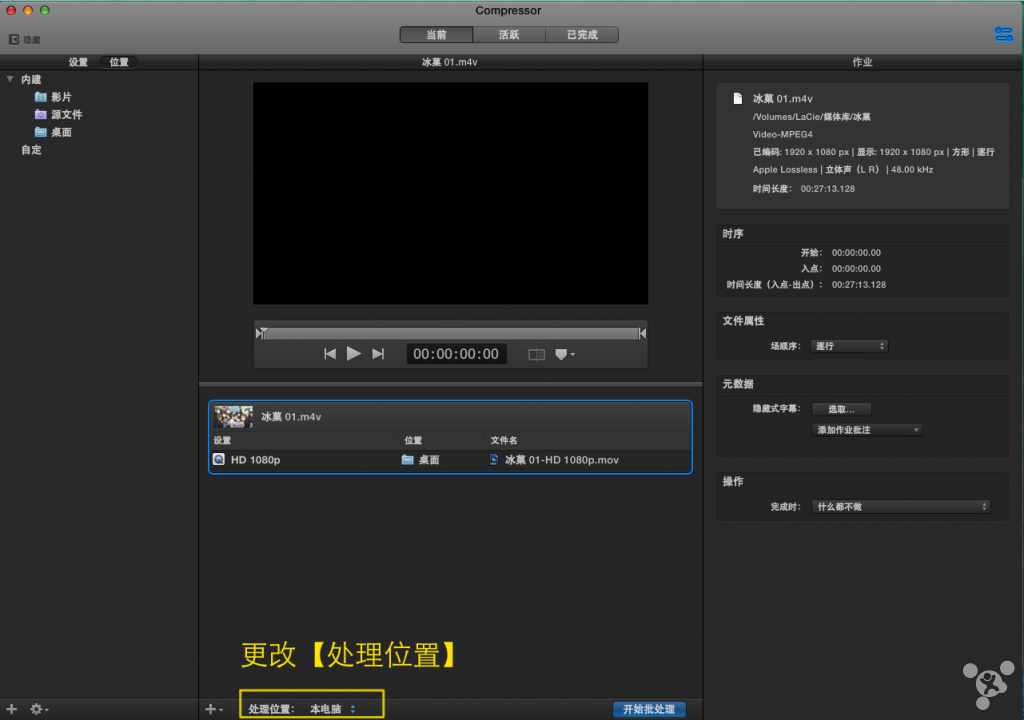 Compressor
隐藏
当前
活跃
已完成
设置
位置
冰菓 01.m4v
作业
内建
影片
源文件
桌面
自定
00:00:00:00
冰菓 01.m4v
设置
位置
文件名
HD 1080p
桌面
冰菓 01-HD 1080p.mov
更改【处理位置】
处理位置： 本电脑
开始批处理
冰菓 01.m4v
/Volumes/LaCie/媒体库/冰菓
Video-MPEG4
已编码: 1920 x 1080 px | 显示: 1920 x 1080 px | 方形 | 逐行
Apple Lossless | 立体声（L R） | 48.00 kHz
时间长度： 00:27:13.128
时序
开始： 00:00:00.00
入点： 00:00:00.00
时间长度（入点-出点）： 00:27:13.128
文件属性
场顺序： 逐行
元数据
隐藏式字幕： 选取...
添加作业批注
操作
完成时： 什么都不做